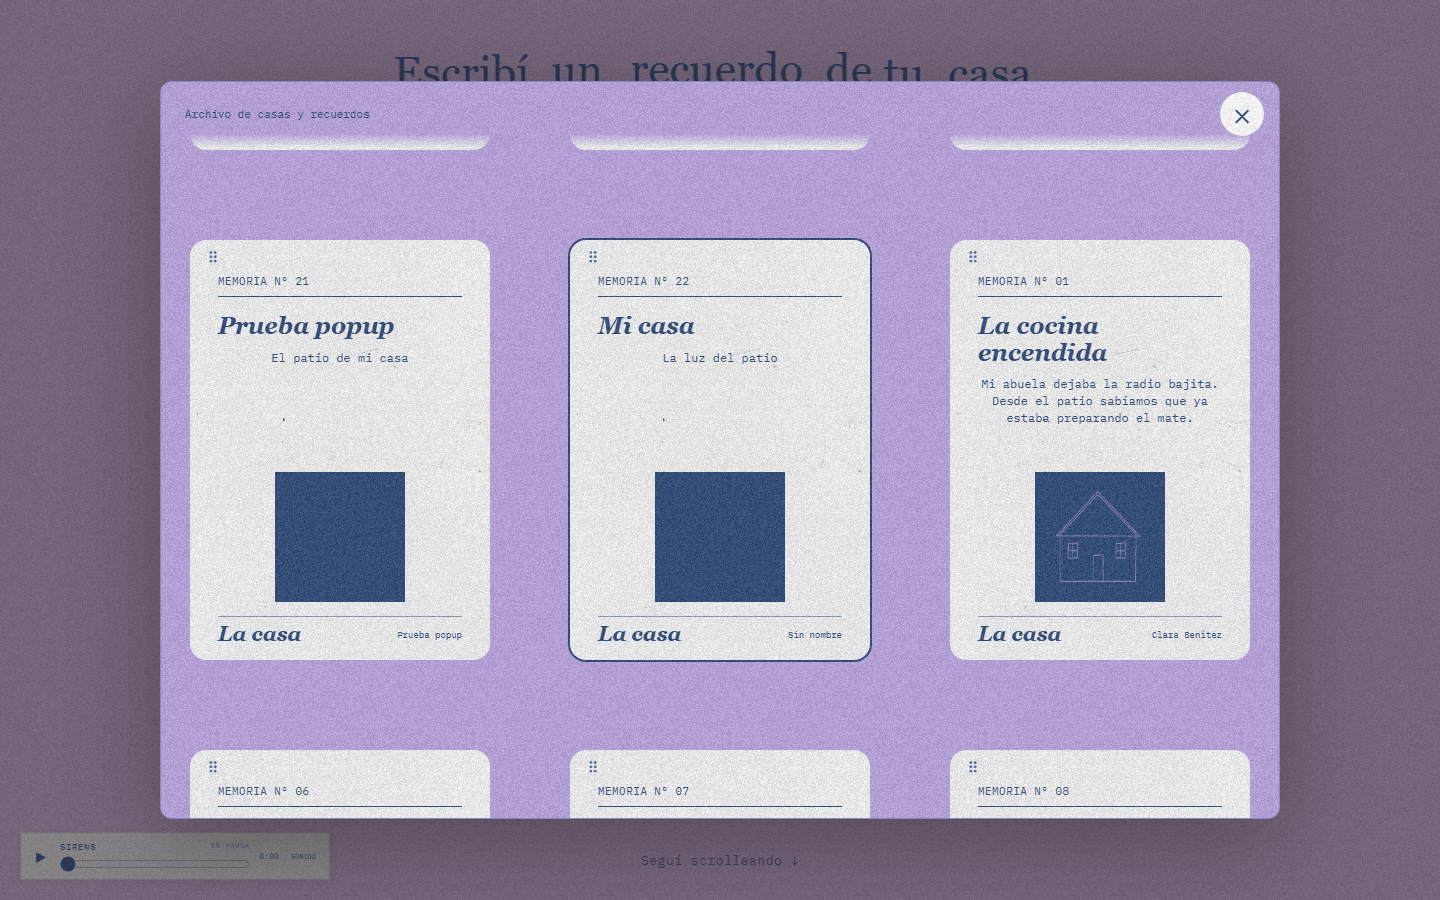 Escribí un recuerdo de tu casa
Archivo de casas y recuerdos
MEMORIA N° 21
Prueba popup
El patio de mi casa
La casa
Prueba popup
MEMORIA N° 22
Mi casa
La luz del patio
La casa
Sin nombre
MEMORIA N° 01
La cocina
encendida
Mi abuela dejaba la radio bajita.
Desde el patio sabíamos que ya
estaba preparando el mate.
La casa
Clara Benítez
MEMORIA N° 06
MEMORIA N° 07
MEMORIA N° 08
SIRENS
EN PAUSA
0:00
SONIDO
Seguí scrolleando ↓